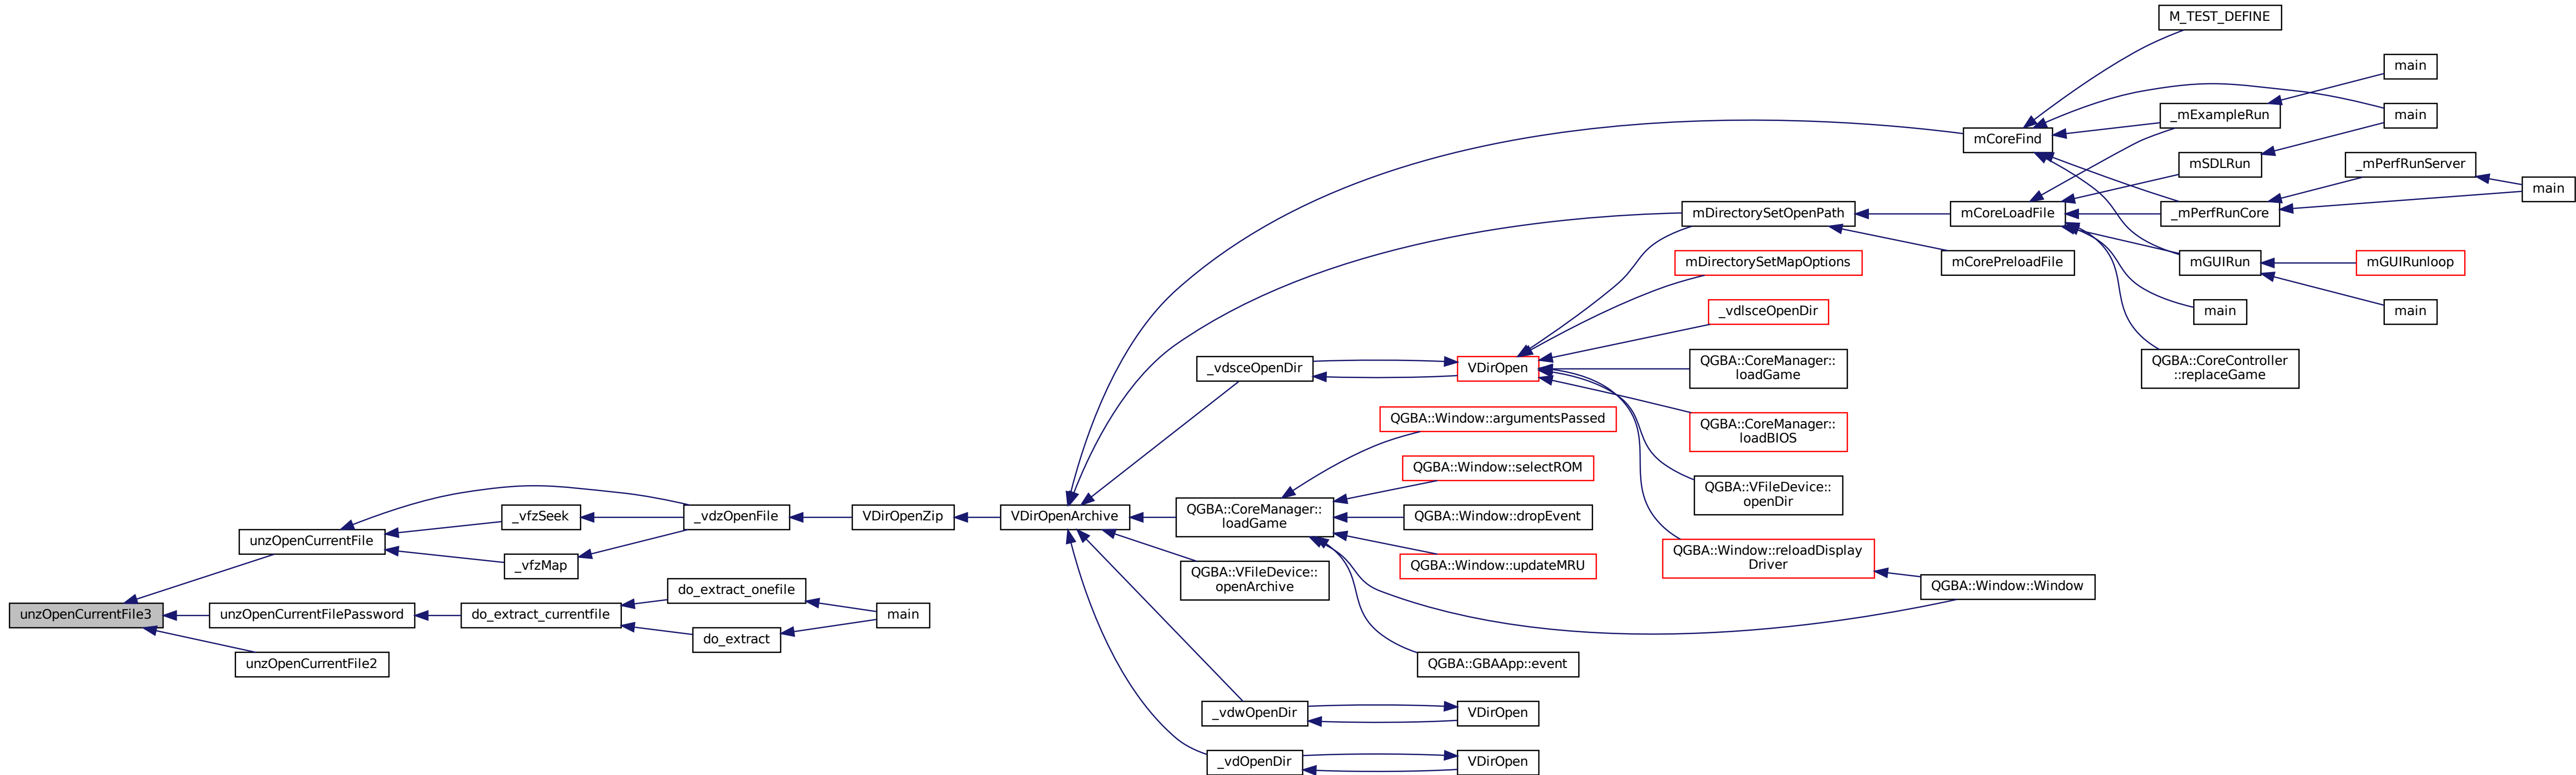 M_TEST_DEFINE
main
_mExampleRun
main
mCoreFind
mSDLRun
_mPerfRunServer
main
mDirectorySetOpenPath
mCoreLoadFile
_mPerfRunCore
mDirectorySetMapOptions
mCorePreloadFile
mGUIRun
mGUIRunloop
_vdlsceOpenDir
main
main
_vdsceOpenDir
VDirOpen
QGBA::CoreManager::
loadGame
QGBA::CoreController
::replaceGame
QGBA::Window::argumentsPassed
QGBA::CoreManager::
loadBIOS
QGBA::Window::selectROM
QGBA::VFileDevice::
openDir
_vfzSeek
_vdzOpenFile
VDirOpenZip
VDirOpenArchive
QGBA::CoreManager::
loadGame
QGBA::Window::dropEvent
unzOpenCurrentFile
_vfzMap
QGBA::VFileDevice::
openArchive
QGBA::Window::updateMRU
QGBA::Window::reloadDisplay
Driver
QGBA::Window::Window
do_extract_onefile
unzOpenCurrentFile3
unzOpenCurrentFilePassword
do_extract_currentfile
main
do_extract
unzOpenCurrentFile2
QGBA::GBAApp::event
_vdwOpenDir
VDirOpen
_vdOpenDir
VDirOpen